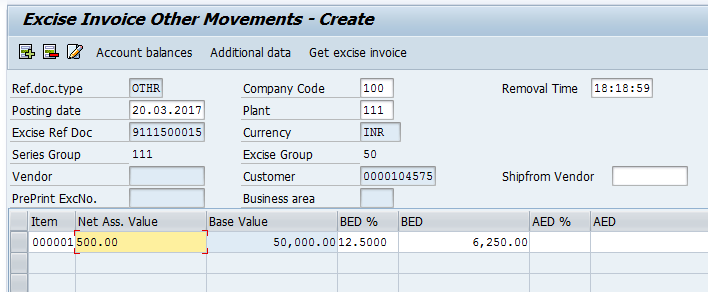 Excise Invoice Other Movements - Create
Account balances Additional data Get excise invoice
Ref.doc.type OTHR Company Code 100 Removal Time 18:18:59
Posting date 20.03.2017 Plant 111
Excise Ref Doc 9111500015 Currency INR
Series Group 111 Excise Group 50
Vendor Customer 0000104575 Shipfrom Vendor
PrePrint ExcNo. Business area
Item Net Ass. Value Base Value BED % BED AED % AED
000001 500.00 50,000.00 12.5000 6,250.00